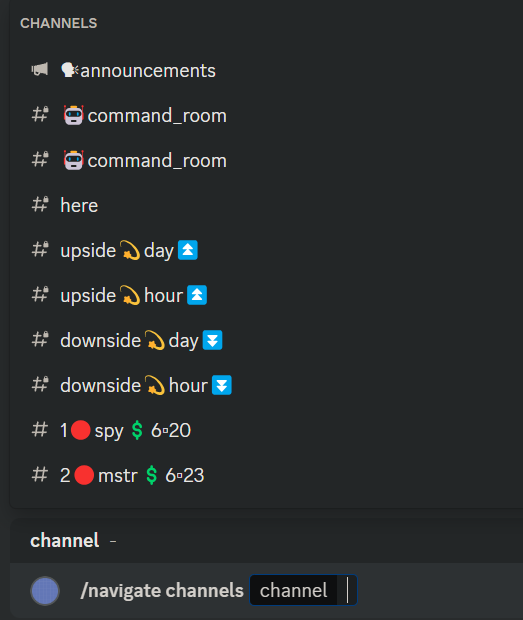 CHANNELS
🗣announcements
🤖command_room
🤖command_room
here
upside💫day⏫
upside💫hour⏫
downside💫day⏬
downside💫hour⏬
1🔴spy💲6▫20
2🔴mstr💲6▫23
channel -
/navigate channels channel